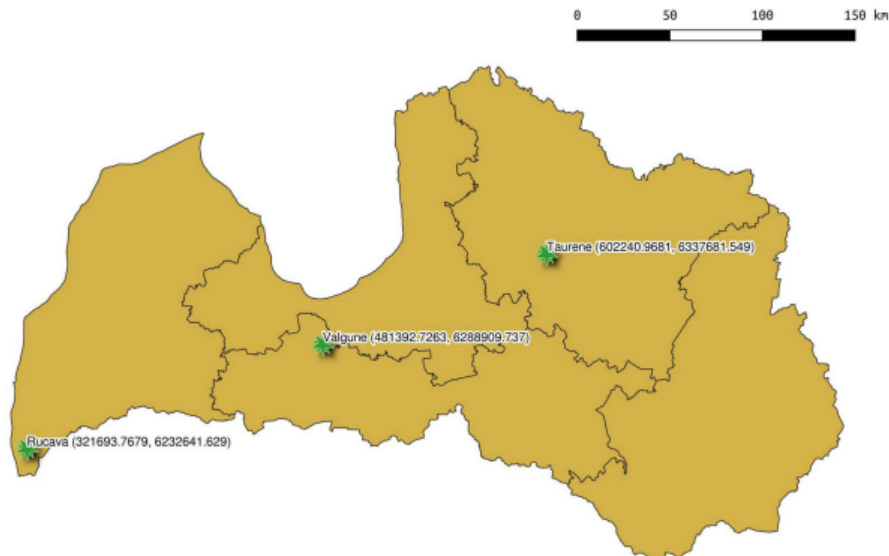 0 50 100 150 km
Taurene (602240.9681, 6337681.549)
Valgune (481392.7263, 6288909.737)
Rucava (321693.7679, 6232641.629)